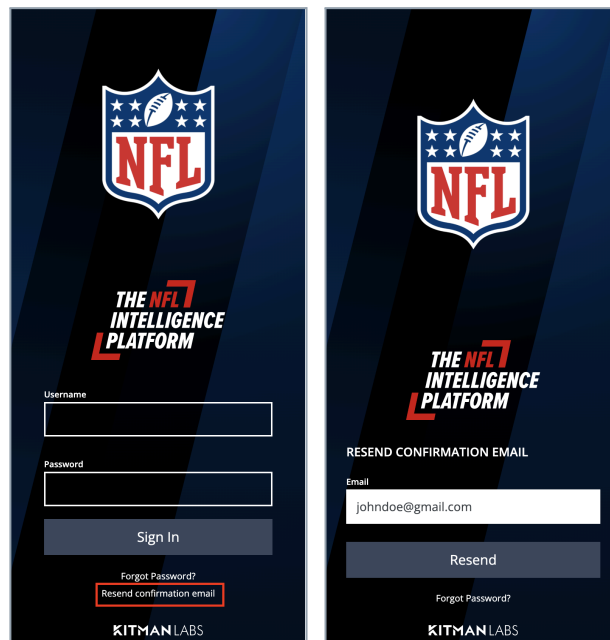 NFL
THE NFL
INTELLIGENCE
PLATFORM
Username
Password
Sign In
Forgot Password?
Resend confirmation email
KITMAN LABS
NFL
THE NFL
INTELLIGENCE
PLATFORM
RESEND CONFIRMATION EMAIL
Email
johndoe@gmail.com
Resend
Forgot Password?
KITMAN LABS